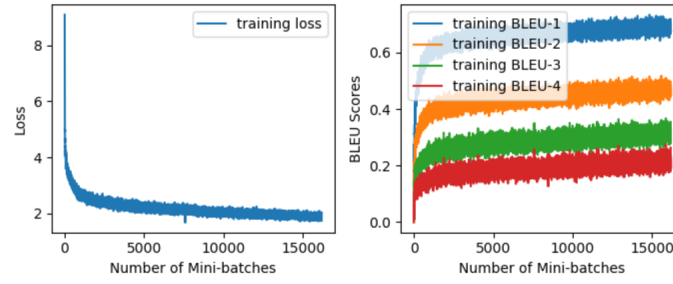 training loss
8
6
4
2
Loss
0
5000
10000
15000
Number of Mini-batches
training BLEU-1
training BLEU-2
training BLEU-3
training BLEU-4
0.6
0.4
0.2
0.0
BLEU Scores
0
5000
10000
15000
Number of Mini-batches